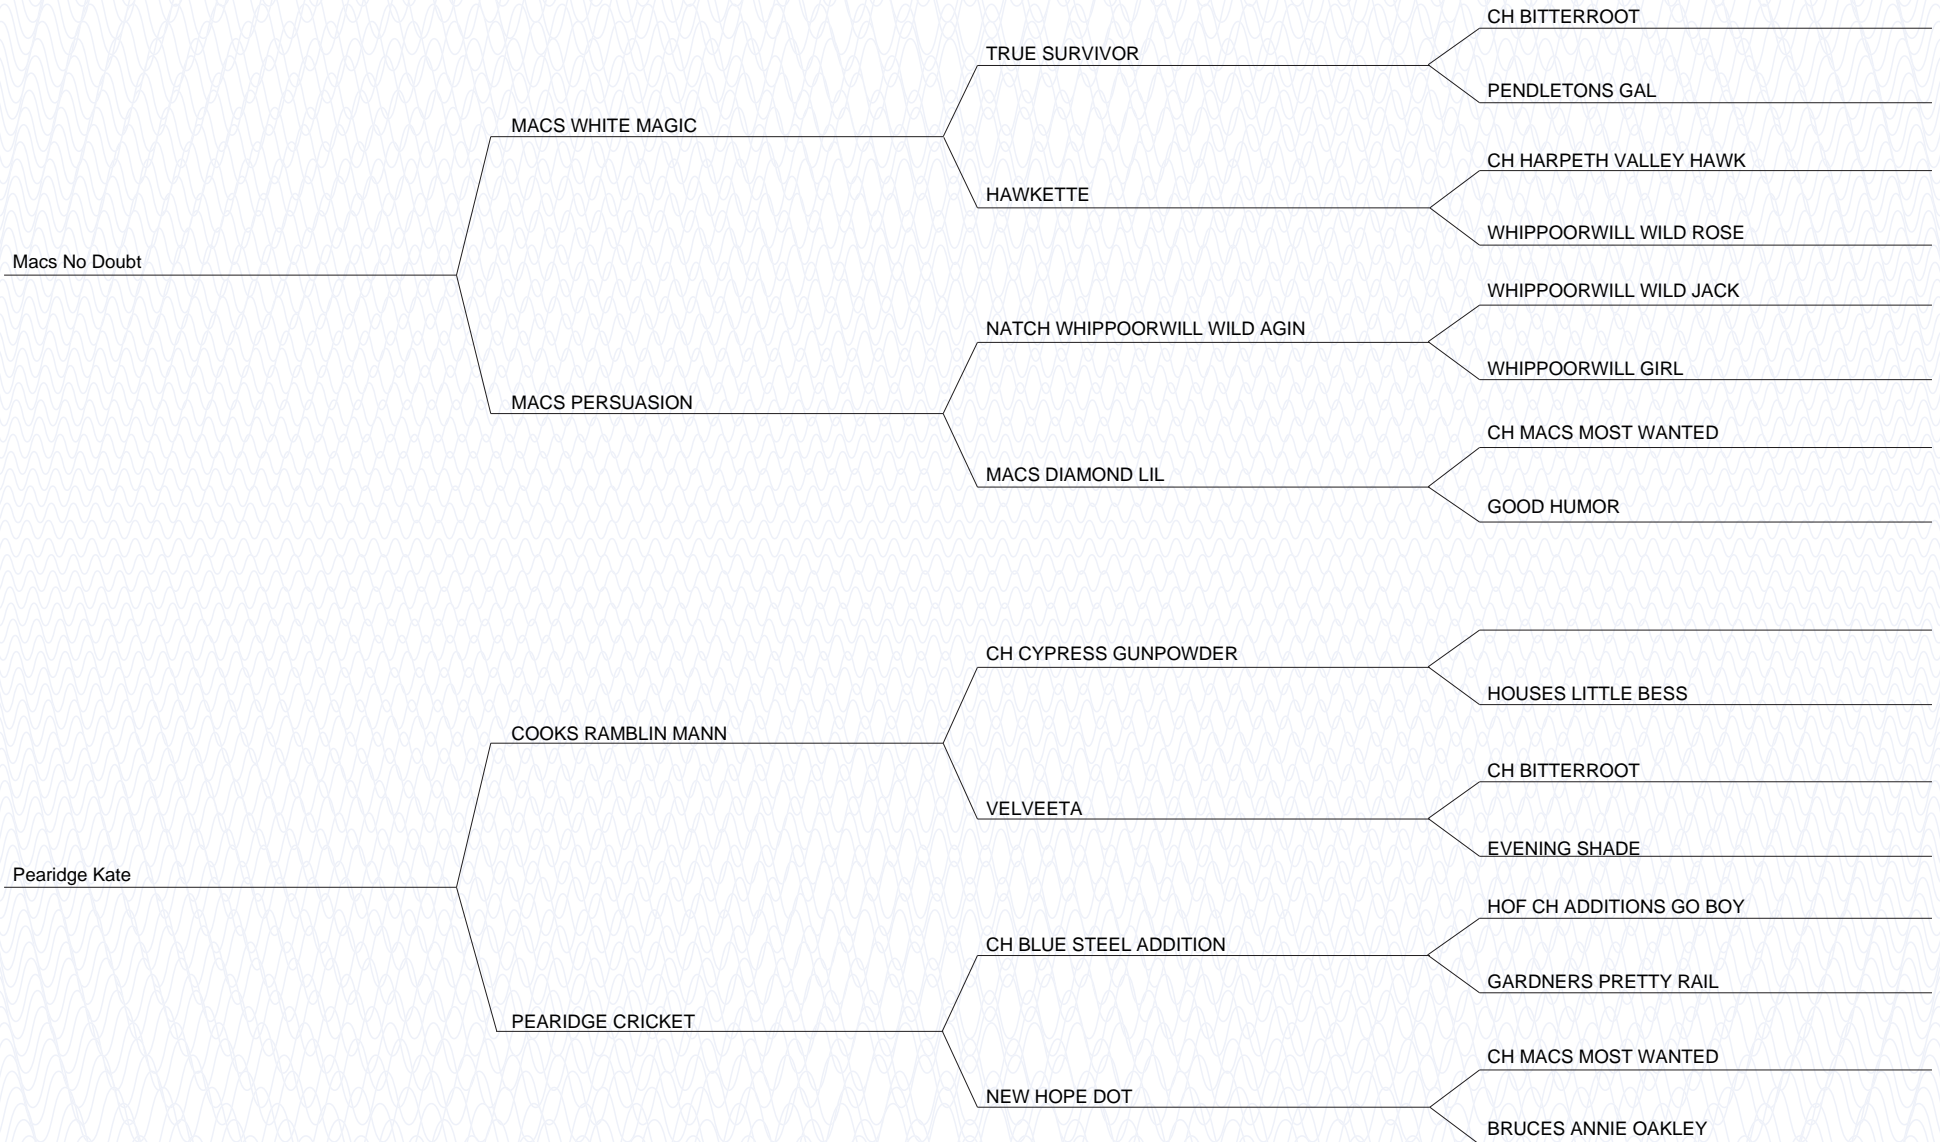 CH BITTERROOT
TRUE SURVIVOR
PENDLETONS GAL
MACS WHITE MAGIC
CH HARPETH VALLEY HAWK
HAWKETTE
WHIPPOORWILL WILD ROSE
Macs No Doubt
WHIPPOORWILL WILD JACK
NATCH WHIPPOORWILL WILD AGIN
WHIPPOORWILL GIRL
MACS PERSUASION
CH MACS MOST WANTED
MACS DIAMOND LIL
GOOD HUMOR
CH CYPRESS GUNPOWDER
HOUSES LITTLE BESS
COOKS RAMBLIN MANN
CH BITTERROOT
VELVEETA
EVENING SHADE
Pearidge Kate
HOF CH ADDITIONS GO BOY
CH BLUE STEEL ADDITION
GARDNERS PRETTY RAIL
PEARIDGE CRICKET
CH MACS MOST WANTED
NEW HOPE DOT
BRUCES ANNIE OAKLEY